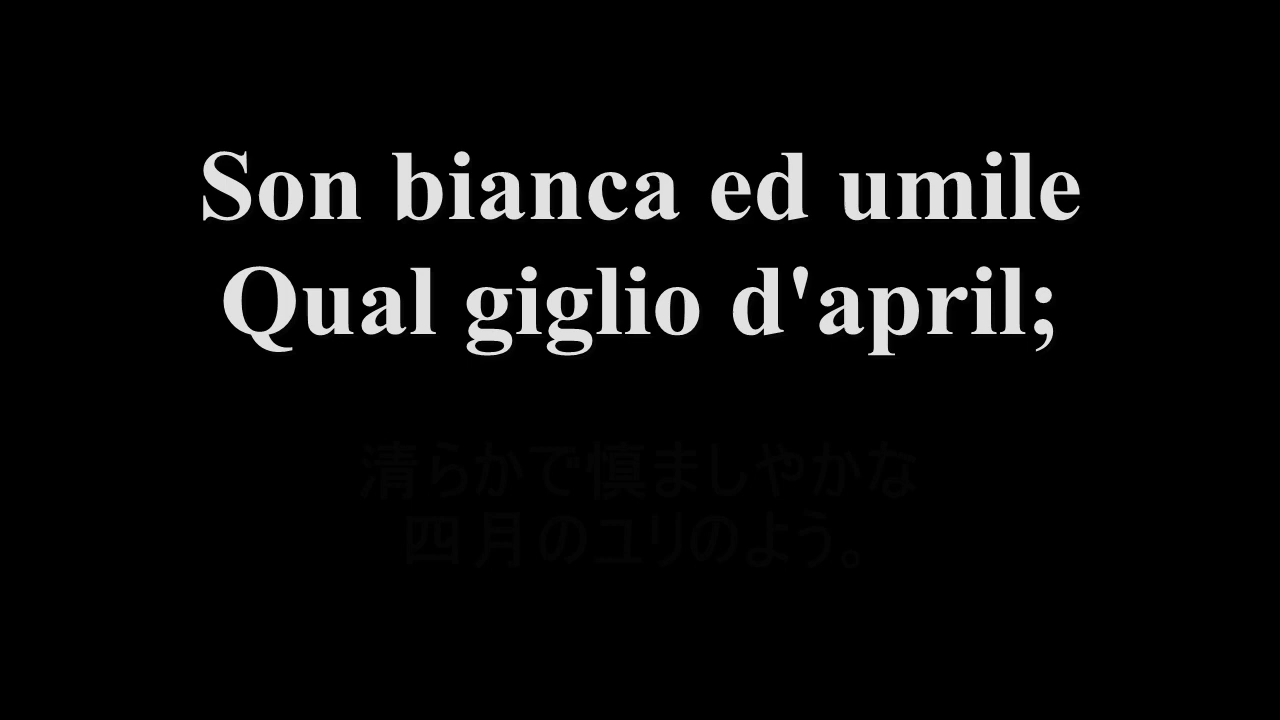 Son bianca ed umile
Qual giglio d'april;
清らかで慎ましやかな
四月のユリのよう。